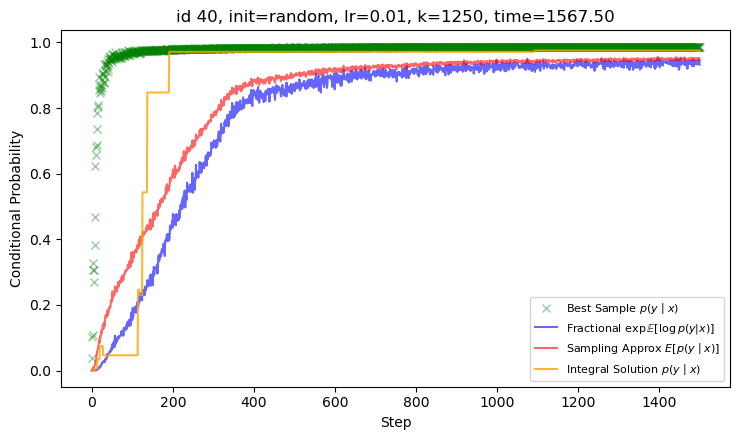 id 40, init=random, lr=0.01, k=1250, time=1567.50
Conditional Probability
1.0
0.8
0.6
0.4
0.2
0.0
0 200 400 600 800 1000 1200 1400
Step
Best Sample p(y | x)
Fractional exp𝔼[log p(y|x)]
Sampling Approx E[p(y | x)]
Integral Solution p(y | x)